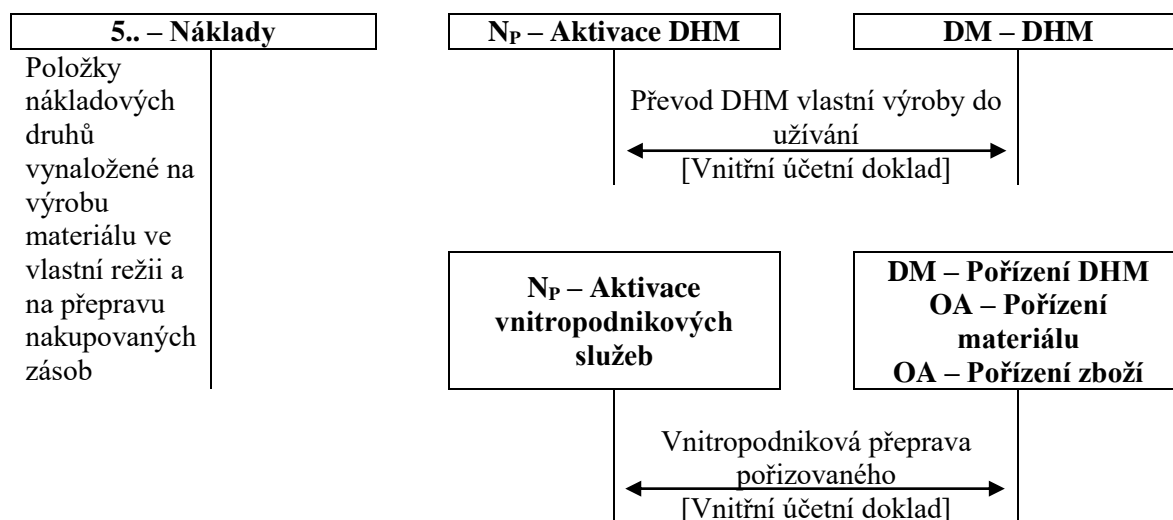 5.. – Náklady
Položky
nákladových
druhů
vynaložené na
výrobu
materiálu ve
vlastní režii a
na přepravu
nakupovaných
zásob
NP – Aktivace DHM
DM – DHM
Převod DHM vlastní výroby do
užívání
[Vnitřní účetní doklad]
NP – Aktivace
vnitropodnikových
služeb
DM – Pořízení DHM
OA – Pořízení
materiálu
OA – Pořízení zboží
Vnitropodniková přeprava
pořizovaného
[Vnitřní účetní doklad]